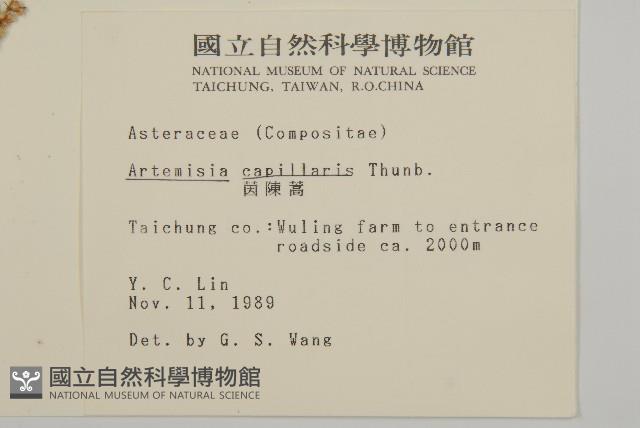 國立自然科學博物館
NATIONAL MUSEUM OF NATURAL SCIENCE
TAICHUNG, TAIWAN, R.O.CHINA
Asteraceae (Compositae)
Artemisia capillaris Thunb.
茵陳蒿
Taichung co.:Wuling farm to entrance
roadside ca. 2000m
Y. C. Lin
Nov. 11, 1989
Det. by G. S. Wang
國立自然科學博物館
NATIONAL MUSEUM OF NATURAL SCIENCE